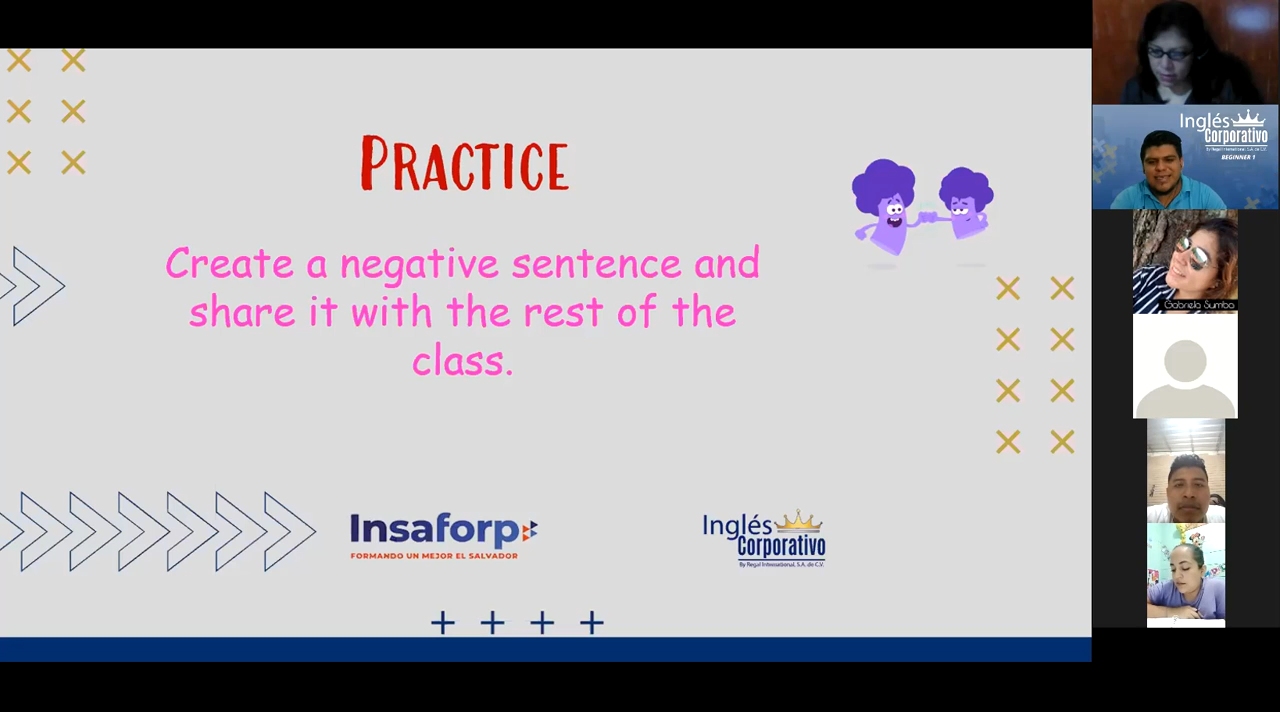 PRACTICE
Create a negative sentence and
share it with the rest of the
class.
Insaforp
FORMANDO UN MEJOR EL SALVADOR
Inglés
Corporativo
By Regal International, S.A. de C.V.
Inglés
Corporativo
By Regal International, S.A. de C.V.
BEGINNER 1
Gabriela Sumba